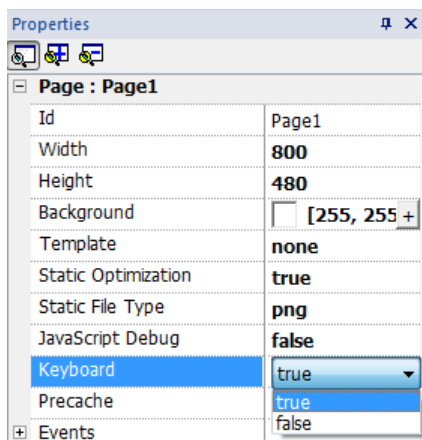 Properties
Page : Page1
Id Page1
Width 800
Height 480
Background [255, 255 +
Template none
Static Optimization true
Static File Type png
JavaScript Debug false
Keyboard true
Precache true
Events false